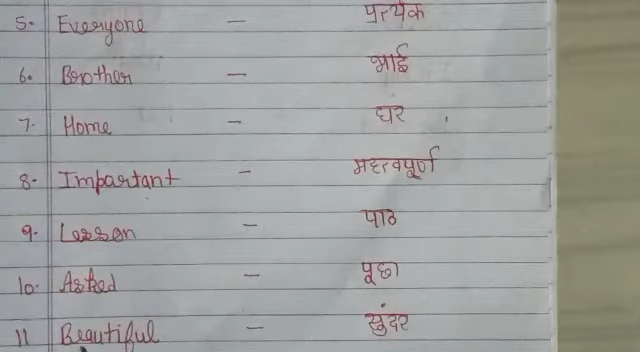 5. Everyone - प्रत्येक
6. Brother - भाई
7. Home - घर
8. Important - महत्वपूर्ण
9. Lesson - पाठ
10. Asked - पूछा
11 Beautiful - सुंदर